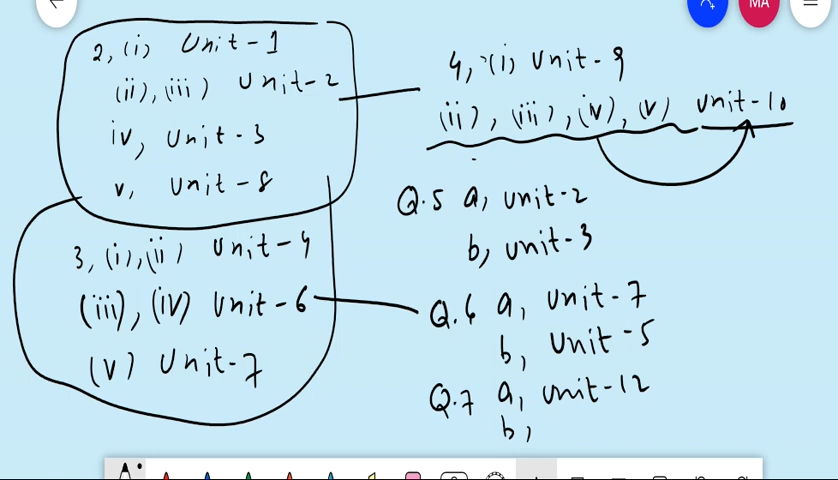 MA
2, (i) Unit-1
(ii), (iii) Unit-2
iv, Unit-3
v, Unit-8
3, (i), (ii) Unit-4
(iii), (iv) Unit-6
(v) Unit-7
4, (i) Unit-9
(ii), (iii), (iv), (v) Unit-10
Q.5 a, Unit-2
b, Unit-3
Q.6 a, Unit-7
b, Unit-5
Q.7 a, Unit-12
b,